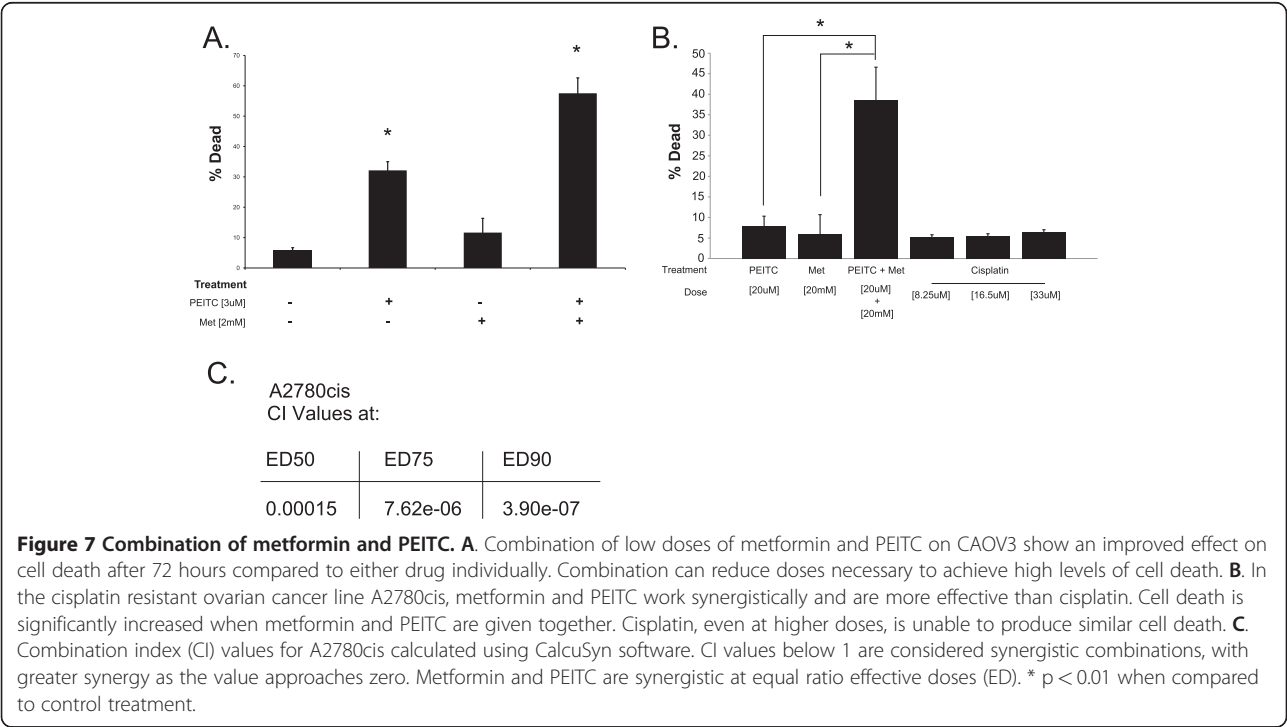 A.
*
*
70
60
50
40
30
20
10
0
% Dead
Treatment
PEITC [3uM] - + - +
Met [2mM] - - + +
B.
*
*
50
45
40
35
30
25
20
15
10
5
0
% Dead
Treatment PEITC Met PEITC + Met Cisplatin
Dose [20uM] [20mM] [20uM] + [20mM] [8.25uM] [16.5uM] [33uM]
C.
A2780cis
CI Values at:
ED50 ED75 ED90
0.00015 7.62e-06 3.90e-07
Figure 7 Combination of metformin and PEITC. A. Combination of low doses of metformin and PEITC on CAOV3 show an improved effect on
cell death after 72 hours compared to either drug individually. Combination can reduce doses necessary to achieve high levels of cell death. B. In
the cisplatin resistant ovarian cancer line A2780cis, metformin and PEITC work synergistically and are more effective than cisplatin. Cell death is
significantly increased when metformin and PEITC are given together. Cisplatin, even at higher doses, is unable to produce similar cell death. C.
Combination index (CI) values for A2780cis calculated using CalcuSyn software. CI values below 1 are considered synergistic combinations, with
greater synergy as the value approaches zero. Metformin and PEITC are synergistic at equal ratio effective doses (ED). * p < 0.01 when compared
to control treatment.